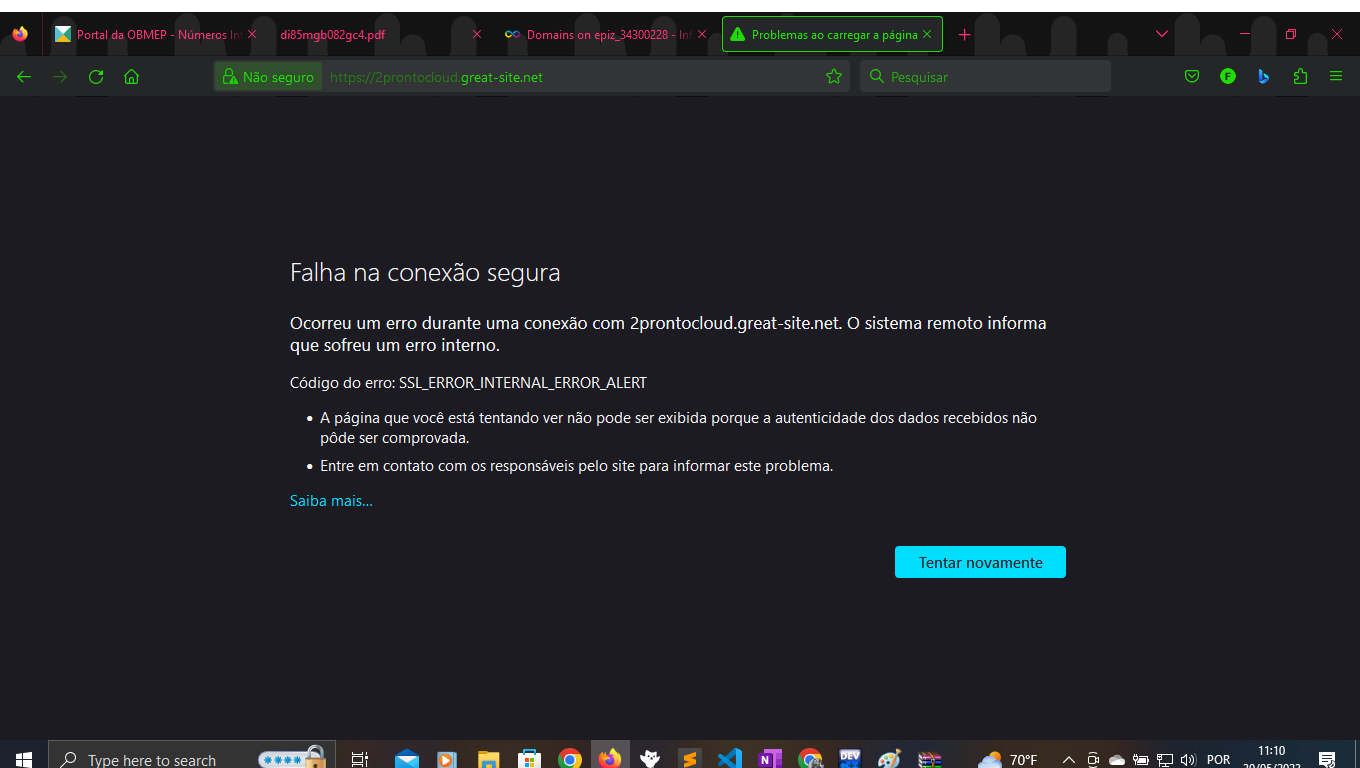 Portal da OBMEP - Números In
di85mgb082gc4.pdf
Domains on epiz_34300228 - Inf
Problemas ao carregar a página
Não seguro
https://2prontocloud.great-site.net
Pesquisar
F
Falha na conexão segura
Ocorreu um erro durante uma conexão com 2prontocloud.great-site.net. O sistema remoto informa
que sofreu um erro interno.
Código do erro: SSL_ERROR_INTERNAL_ERROR_ALERT
A página que você está tentando ver não pode ser exibida porque a autenticidade dos dados recebidos não
pôde ser comprovada.
Entre em contato com os responsáveis pelo site para informar este problema.
Saiba mais...
Tentar novamente
Type here to search
N
DEV
70°F
POR
11:10